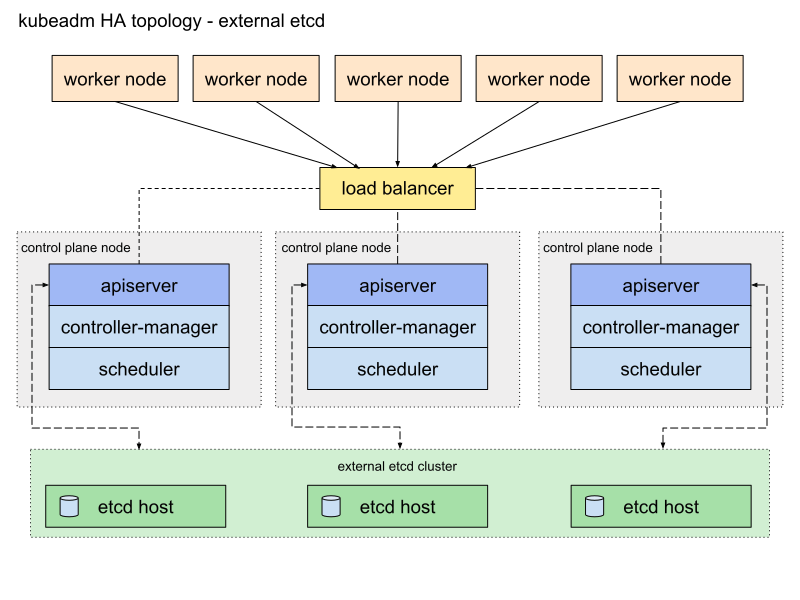 kubeadm HA topology - external etcd
worker node
worker node
worker node
worker node
worker node
load balancer
control plane node
control plane node
control plane node
apiserver
apiserver
apiserver
controller-manager
controller-manager
controller-manager
scheduler
scheduler
scheduler
external etcd cluster
etcd host
etcd host
etcd host